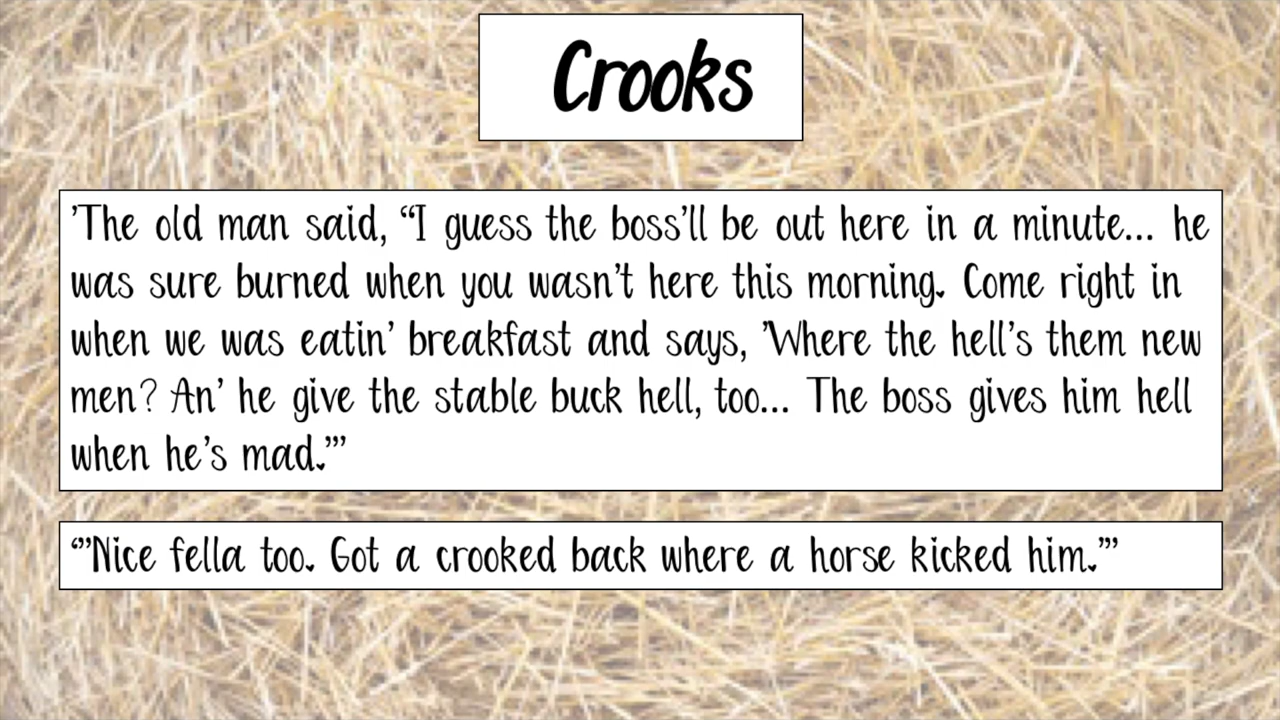 Crooks
'The old man said, “I guess the boss'll be out here in a minute... he
was sure burned when you wasn't here this morning. Come right in
when we was eatin' breakfast and says, 'Where the hell's them new
men? An' he give the stable buck hell, too... The boss gives him hell
when he's mad.”'
“'Nice fella too. Got a crooked back where a horse kicked him.”'